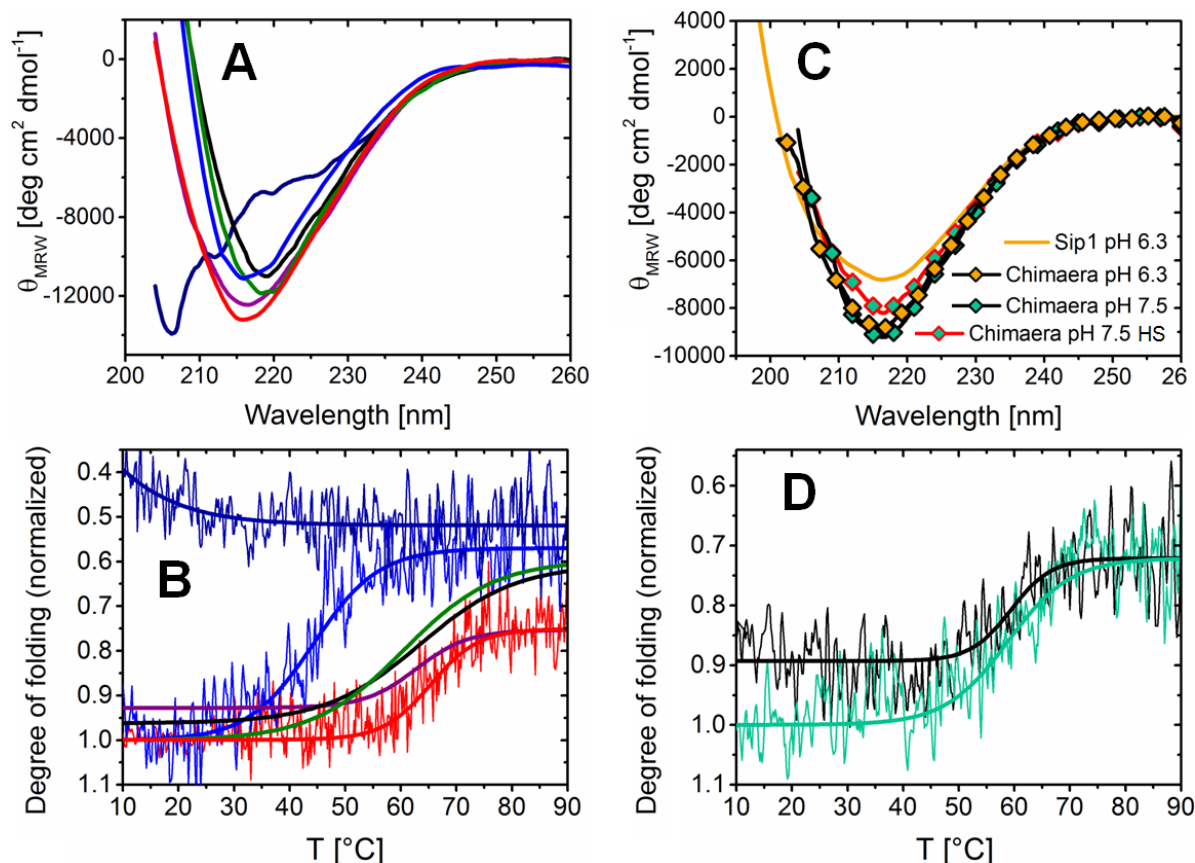 A
θMRW [deg cm² dmol⁻¹]
0
-4000
-8000
-12000
200 210 220 230 240 250 260
Wavelength [nm]
C
θMRW [deg cm² dmol⁻¹]
4000
2000
0
-2000
-4000
-6000
-8000
-10000
Sip1 pH 6.3
Chimaera pH 6.3
Chimaera pH 7.5
Chimaera pH 7.5 HS
200 210 220 230 240 250 260
Wavelength [nm]
B
Degree of folding (normalized)
0.4
0.5
0.6
0.7
0.8
0.9
1.0
1.1
10 20 30 40 50 60 70 80 90
T [°C]
D
Degree of folding (normalized)
0.6
0.7
0.8
0.9
1.0
1.1
10 20 30 40 50 60 70 80 90
T [°C]